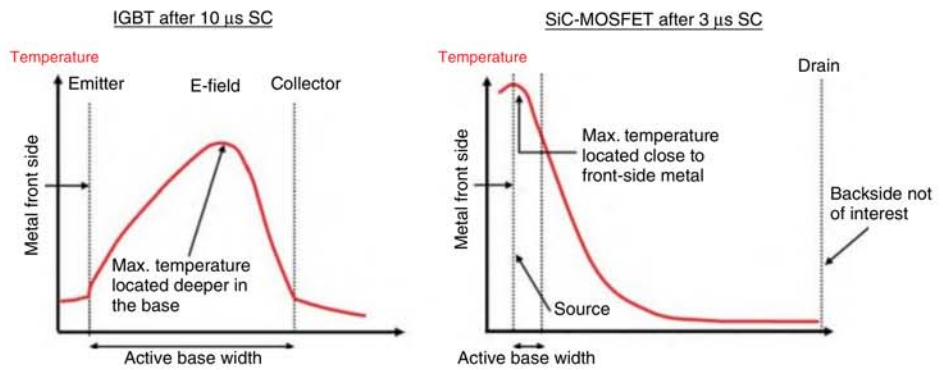 IGBT after 10 µs SC
Temperature
Emitter
E-field
Collector
Metal front side
Max. temperature
located deeper in
the base
Active base width
SiC-MOSFET after 3 µs SC
Temperature
Drain
Metal front side
Max. temperature
located close to
front-side metal
Backside not
of interest
Source
Active base width